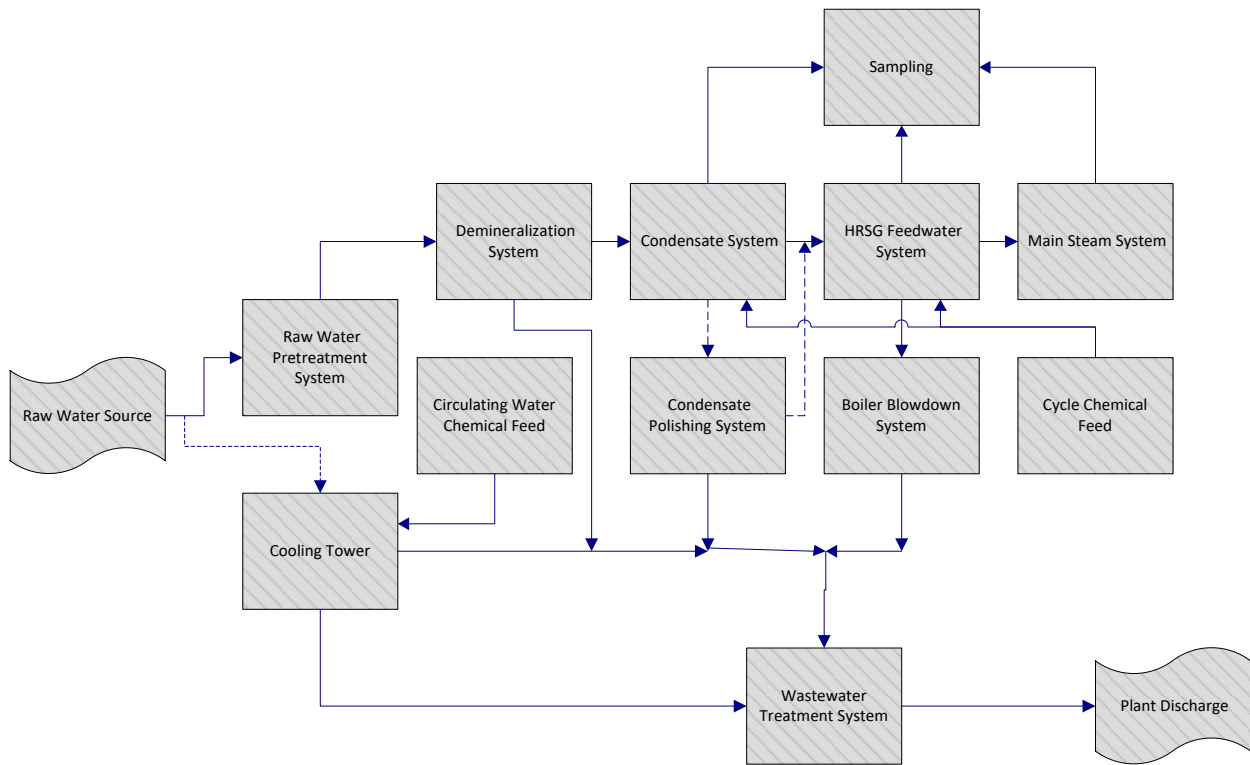 Sampling
Demineralization
System
Condensate System
HRSG Feedwater
System
Main Steam System
Raw Water
Pretreatment
System
Raw Water Source
Circulating Water
Chemical Feed
Condensate
Polishing System
Boiler Blowdown
System
Cycle Chemical
Feed
Cooling Tower
Wastewater
Treatment System
Plant Discharge